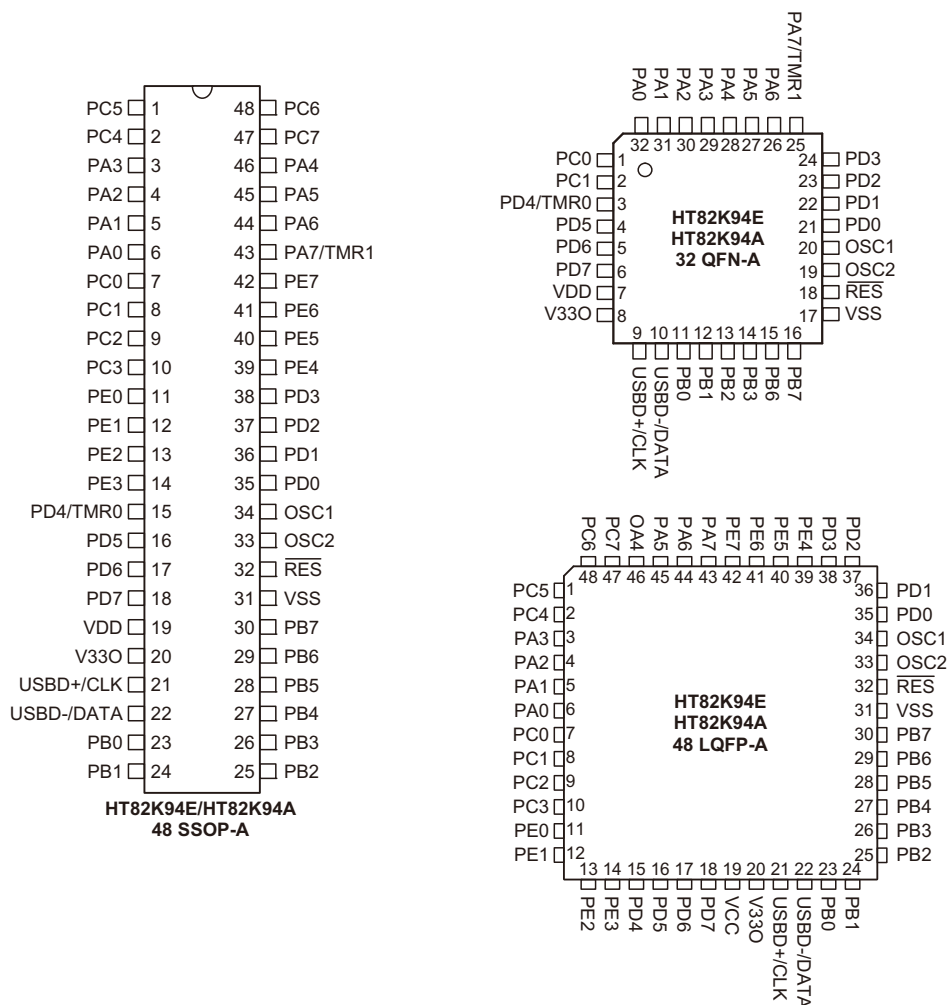 PC5 1 48 PC6
PC4 2 47 PC7
PA3 3 46 PA4
PA2 4 45 PA5
PA1 5 44 PA6
PA0 6 43 PA7/TMR1
PC0 7 42 PE7
PC1 8 41 PE6
PC2 9 40 PE5
PC3 10 39 PE4
PE0 11 38 PD3
PE1 12 37 PD2
PE2 13 36 PD1
PE3 14 35 PD0
PD4/TMR0 15 34 OSC1
PD5 16 33 OSC2
PD6 17 32 RES
PD7 18 31 VSS
VDD 19 30 PB7
V33O 20 29 PB6
USBD+/CLK 21 28 PB5
USBD-/DATA 22 27 PB4
PB0 23 26 PB3
PB1 24 25 PB2
HT82K94E/HT82K94A
48 SSOP-A
PA0 PA1 PA2 PA3 PA4 PA5 PA6 PA7/TMR1
32 31 30 29 28 27 26 25
PC0 1 24 PD3
PC1 2 23 PD2
PD4/TMR0 3 22 PD1
PD5 4 21 PD0
PD6 5 20 OSC1
PD7 6 19 OSC2
VDD 7 18 RES
V33O 8 17 VSS
HT82K94E
HT82K94A
32 QFN-A
9 10 11 12 13 14 15 16
USBD+/CLK USBD-/DATA PB0 PB1 PB2 PB3 PB6 PB7
PC6 PC7 OA4 PA5 PA6 PA7 PE7 PE6 PE5 PE4 PD3 PD2
48 47 46 45 44 43 42 41 40 39 38 37
PC5 1 36 PD1
PC4 2 35 PD0
PA3 3 34 OSC1
PA2 4 33 OSC2
PA1 5 32 RES
PA0 6 31 VSS
PC0 7 30 PB7
PC1 8 29 PB6
PC2 9 28 PB5
PC3 10 27 PB4
PE0 11 26 PB3
PE1 12 25 PB2
HT82K94E
HT82K94A
48 LQFP-A
13 14 15 16 17 18 19 20 21 22 23 24
PE2 PE3 PD4 PD5 PD6 PD7 VCC V33O USBD+/CLK USBD-/DATA PB0 PB1